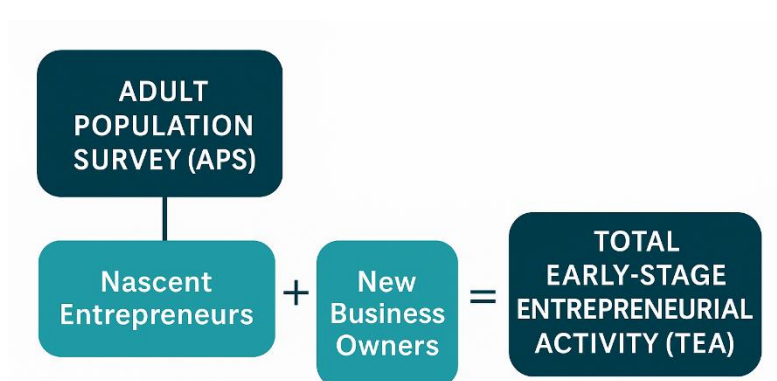 ADULT
POPULATION
SURVEY (APS)
Nascent
Entrepreneurs
+
New
Business
Owners
=
TOTAL
EARLY-STAGE
ENTREPRENEURIAL
ACTIVITY (TEA)